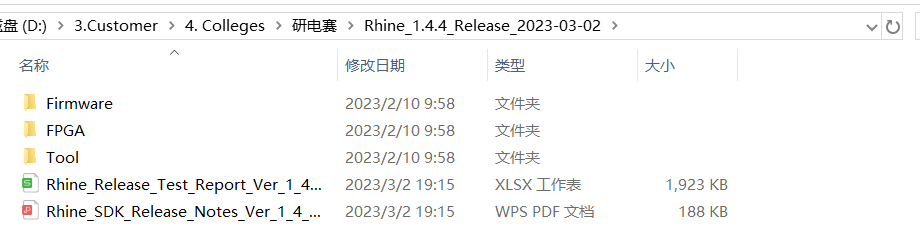 盘 (D:) > 3.Customer > 4. Colleges > 研电赛 > Rhine_1.4.4_Release_2023-03-02 >
名称 修改日期 类型 大小
Firmware 2023/2/10 9:58 文件夹
FPGA 2023/2/10 9:58 文件夹
Tool 2023/2/10 9:58 文件夹
Rhine_Release_Test_Report_Ver_1_4... 2023/3/2 19:15 XLSX 工作表 1,923 KB
Rhine_SDK_Release_Notes_Ver_1_4_... 2023/3/2 19:15 WPS PDF 文档 188 KB